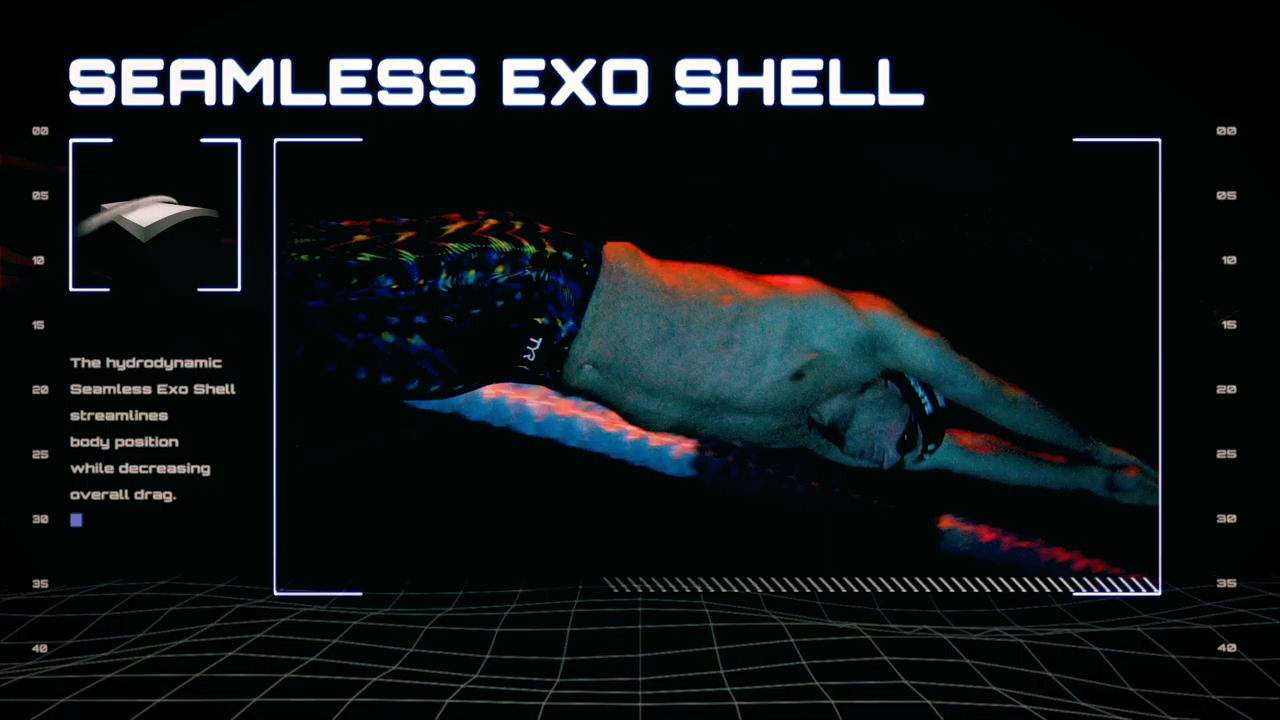 SEAMLESS EXO SHELL
00
05
10
15
20
25
30
35
40
The hydrodynamic
Seamless Exo Shell
streamlines
body position
while decreasing
overall drag.
TYR
00
05
10
15
20
25
30
35
40